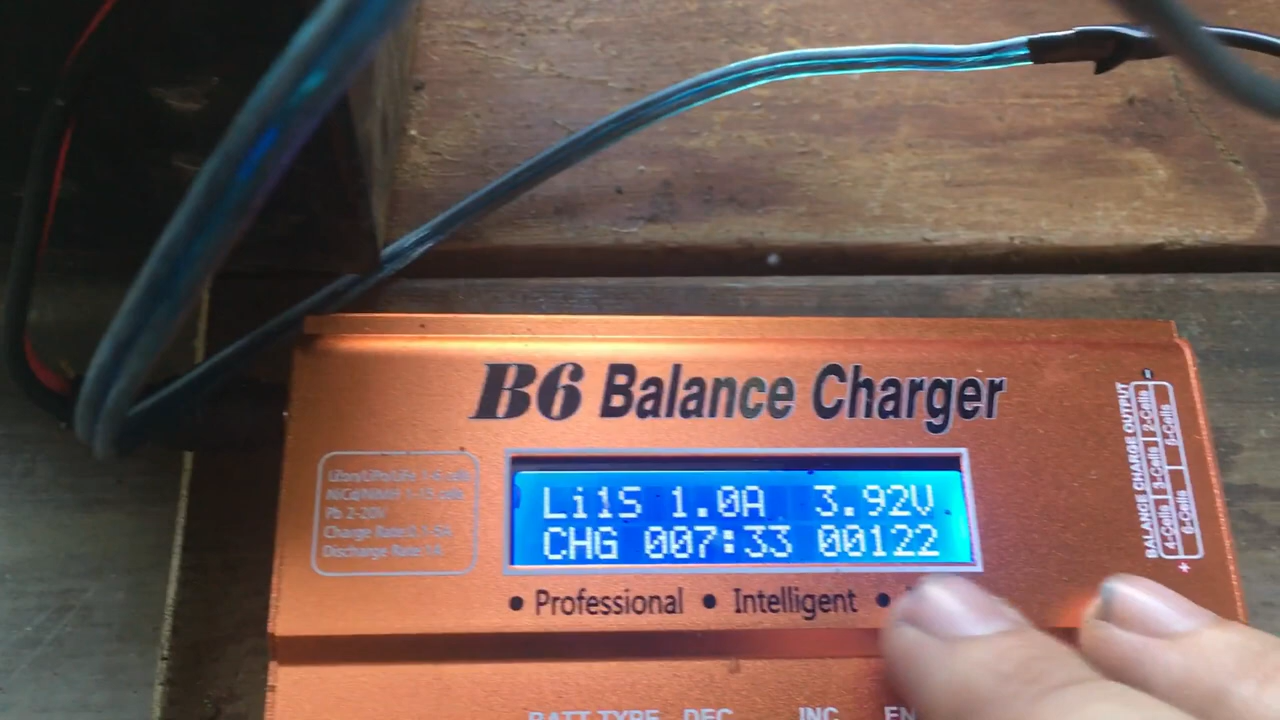 B6 Balance Charger
Li1S 1.0A 3.92V
CHG 007:33 00122
• Professional • Intelligent •
LiIon/LiPo/LiFe 1-6 cells
NiCd/NiMH 1-15 cells
Pb 2-20V
Charge Rate:0.1-5A
Discharge Rate 1A
BALANCE CHARGE OUTPUT
2-Cells
3-Cells
4-Cells
5-Cells
6-Cells
BATT TYPE DEC INC